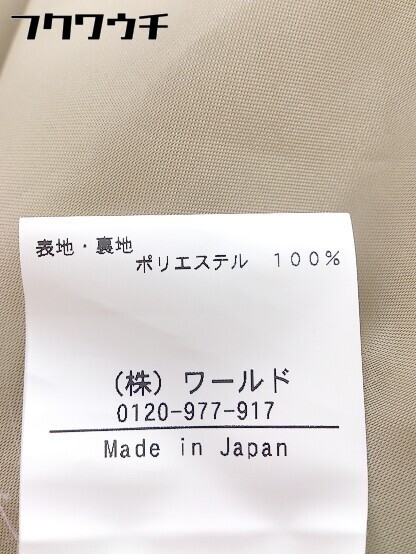 フクワウチ
表地・裏地
ポリエステル 100%
(株) ワールド
0120-977-917
Made in Japan